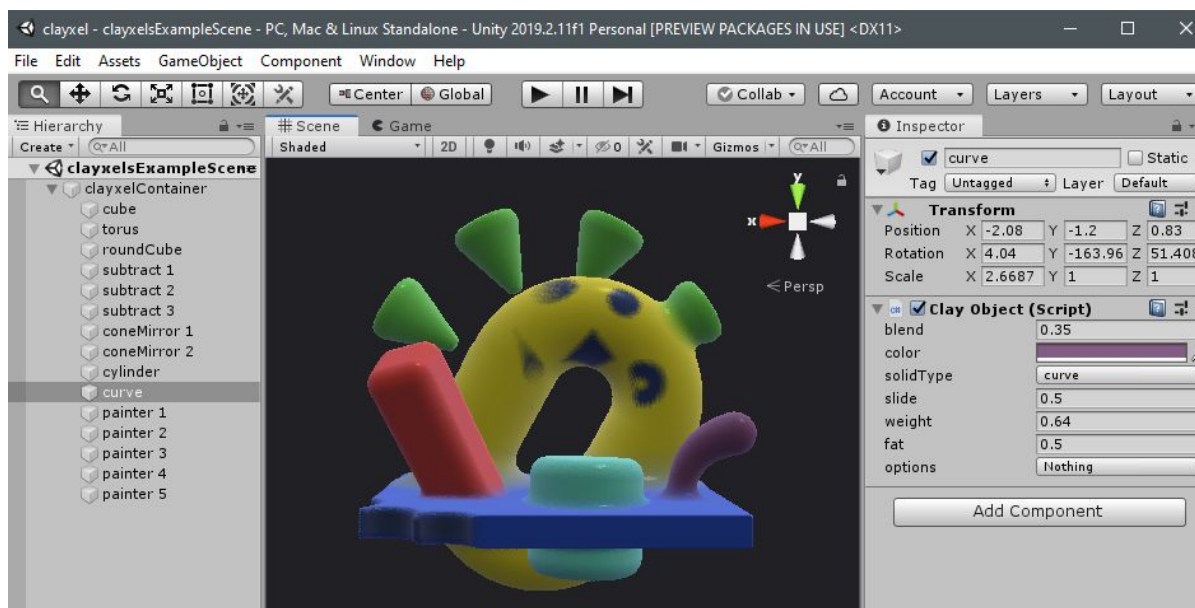 clayxel - clayxelsExampleScene - PC, Mac & Linux Standalone - Unity 2019.2.11f1 Personal [PREVIEW PACKAGES IN USE] <DX11>
File Edit Assets GameObject Component Window Help
Center Global Collab Account Layers Layout
Hierarchy
Create All
clayxelsExampleScene
clayxelContainer
cube
torus
roundCube
subtract 1
subtract 2
subtract 3
coneMirror 1
coneMirror 2
cylinder
curve
painter 1
painter 2
painter 3
painter 4
painter 5
Scene Game
Shaded 2D 0 Gizmos All
y
x
Persp
Inspector
curve Static
Tag Untagged Layer Default
Transform
Position X -2.08 Y -1.2 Z 0.83
Rotation X 4.04 Y -163.96 Z 51.408
Scale X 2.6687 Y 1 Z 1
Clay Object (Script)
blend 0.35
color
solidType curve
slide 0.5
weight 0.64
fat 0.5
options Nothing
Add Component